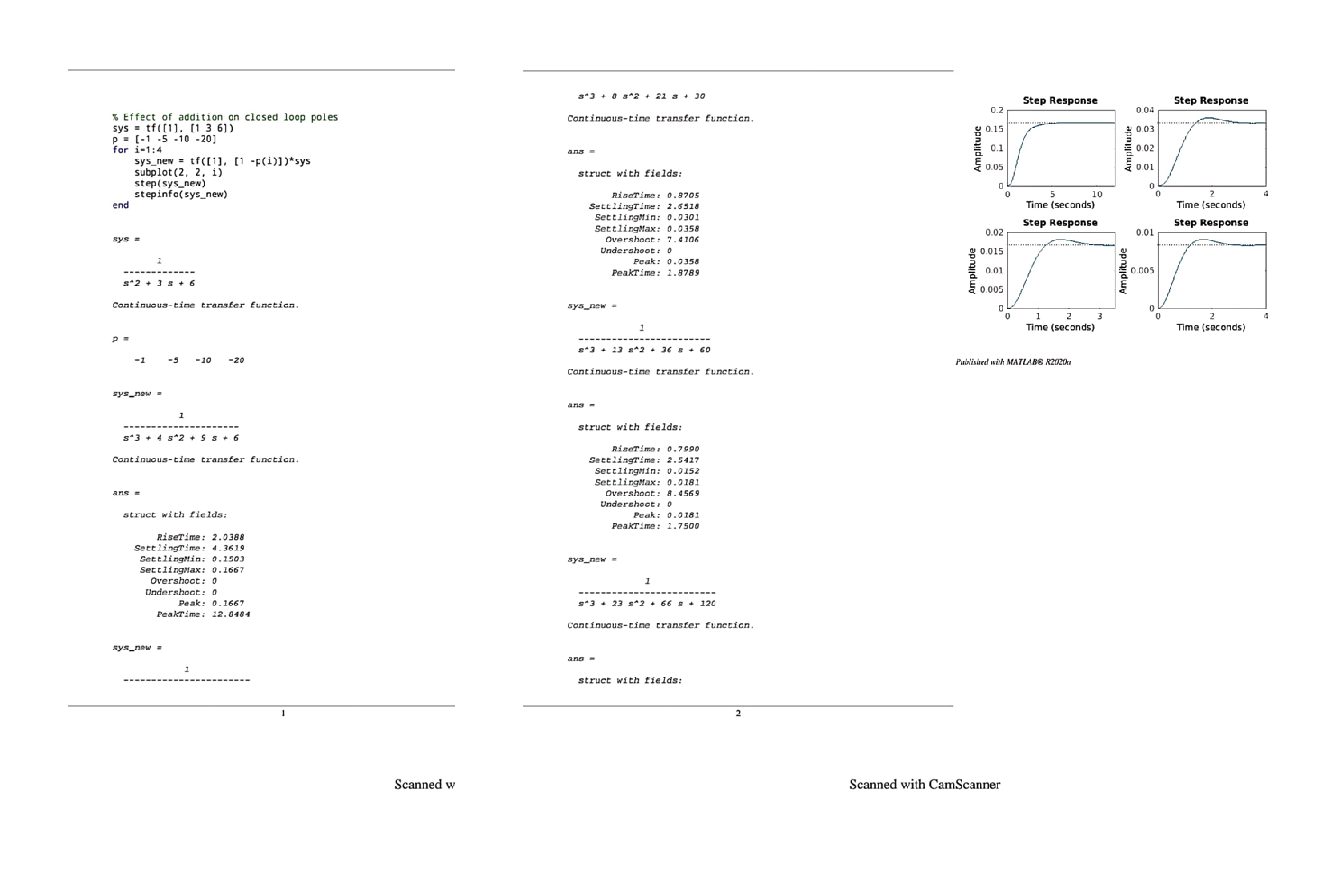 % Effect of addition on closed loop poles
sys = tf([1], [1 3 6])
p = [-1 -5 -10 -20]
for i=1:4
sys_new = tf([1], [1 -p(i)])*sys
subplot(2, 2, i)
step(sys_new)
stepinfo(sys_new)
end
sys =
1
-------------
s^2 + 3 s + 6
Continuous-time transfer function.
p =
-1 -5 -10 -20
sys_new =
1
---------------------
s^3 + 4 s^2 + 9 s + 6
Continuous-time transfer function.
ans =
struct with fields:
RiseTime: 2.0388
SettlingTime: 4.3619
SettlingMin: 0.1503
SettlingMax: 0.1667
Overshoot: 0
Undershoot: 0
Peak: 0.1667
PeakTime: 12.8484
sys_new =
1
-----------------------
1
Scanned w
s^3 + 8 s^2 + 21 s + 30
Continuous-time transfer function.
ans =
struct with fields:
RiseTime: 0.8705
SettlingTime: 2.6518
SettlingMin: 0.0301
SettlingMax: 0.0358
Overshoot: 7.4106
Undershoot: 0
Peak: 0.0358
PeakTime: 1.8789
sys_new =
1
-------------------------
s^3 + 13 s^2 + 36 s + 60
Continuous-time transfer function.
ans =
struct with fields:
RiseTime: 0.7990
SettlingTime: 2.5417
SettlingMin: 0.0152
SettlingMax: 0.0181
Overshoot: 8.4569
Undershoot: 0
Peak: 0.0181
PeakTime: 1.7500
sys_new =
1
--------------------------
s^3 + 23 s^2 + 66 s + 120
Continuous-time transfer function.
ans =
struct with fields:
2
Scanned with CamScanner
Step Response
0.2
0.15
0.1
0.05
0
Amplitude
0 5 10
Time (seconds)
Step Response
0.04
0.03
0.02
0.01
0
Amplitude
0 2 4
Time (seconds)
Step Response
0.02
0.015
0.01
0.005
0
Amplitude
0 1 2 3
Time (seconds)
Step Response
0.01
0.005
0
Amplitude
0 2 4
Time (seconds)
Published with MATLAB® R2020a